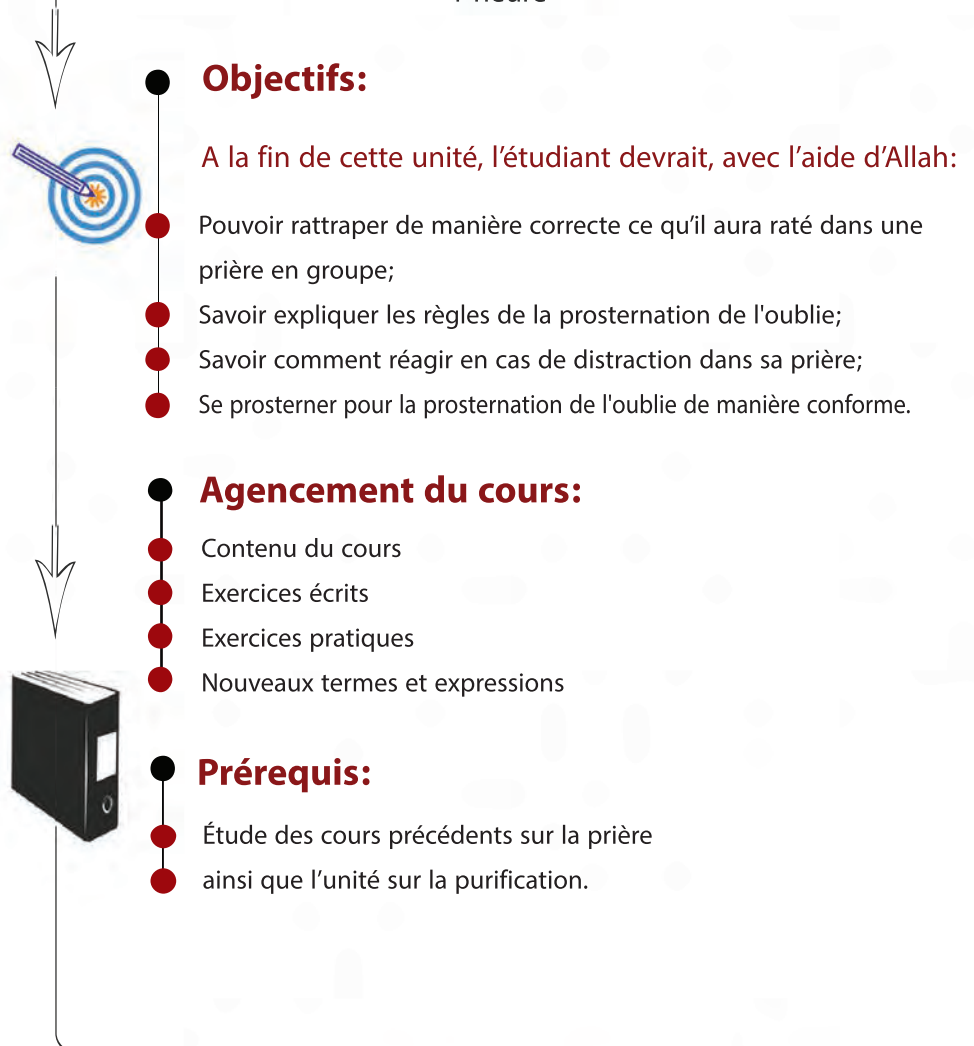 Objectifs:
A la fin de cette unité, l’étudiant devrait, avec l’aide d’Allah:
Pouvoir rattraper de manière correcte ce qu’il aura raté dans une
prière en groupe;
Savoir expliquer les règles de la prosternation de l'oublie;
Savoir comment réagir en cas de distraction dans sa prière;
Se prosterner pour la prosternation de l'oublie de manière conforme.
Agencement du cours:
Contenu du cours
Exercices écrits
Exercices pratiques
Nouveaux termes et expressions
Prérequis:
Étude des cours précédents sur la prière
ainsi que l’unité sur la purification.